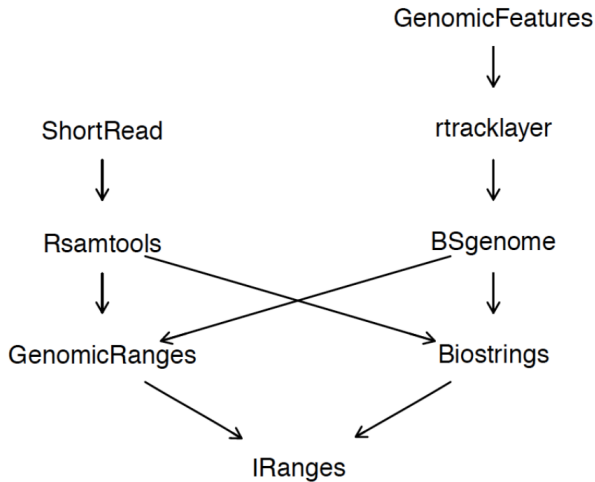 GenomicFeatures
ShortRead
rtracklayer
Rsamtools
BSgenome
GenomicRanges
Biostrings
IRanges